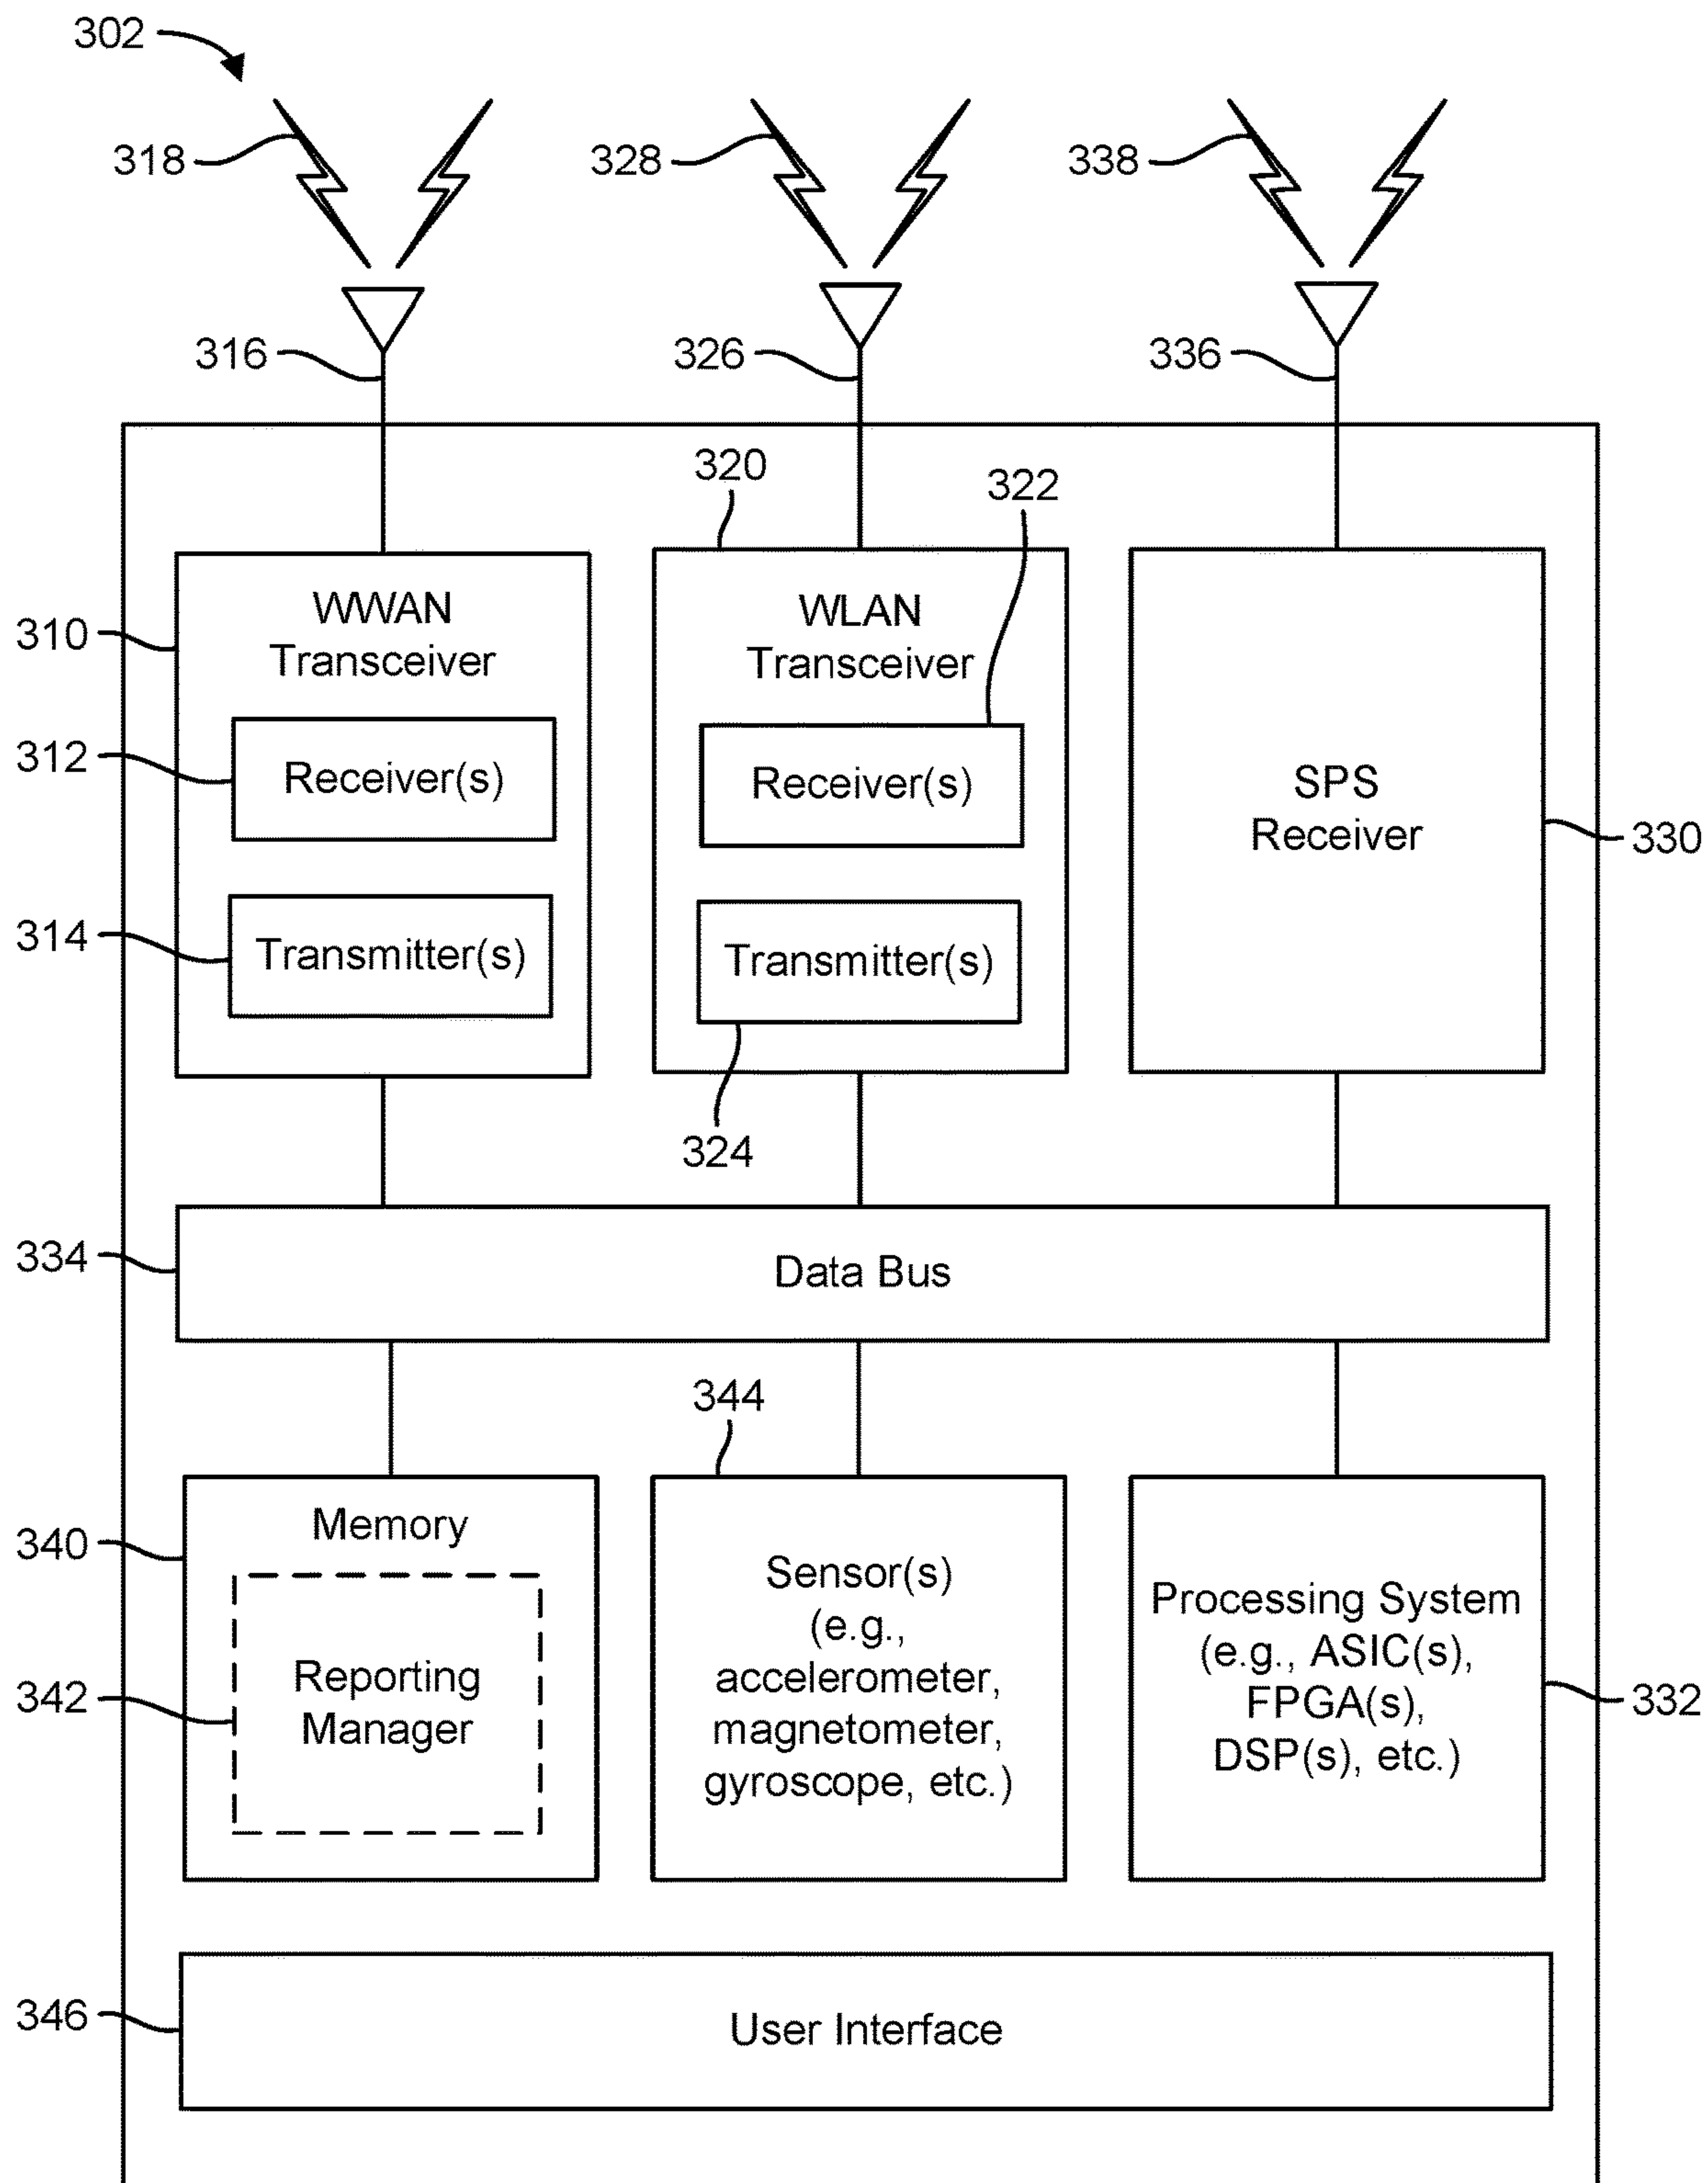 302
318
328
338
316
326
336
320
322
310
WWAN
Transceiver
WLAN
Transceiver
312
Receiver(s)
Receiver(s)
SPS
Receiver
330
314
Transmitter(s)
Transmitter(s)
324
334
Data Bus
344
340
Memory
342
Reporting
Manager
Sensor(s)
(e.g.,
accelerometer,
magnetometer,
gyroscope, etc.)
Processing System
(e.g., ASIC(s),
FPGA(s),
DSP(s), etc.)
332
346
User Interface